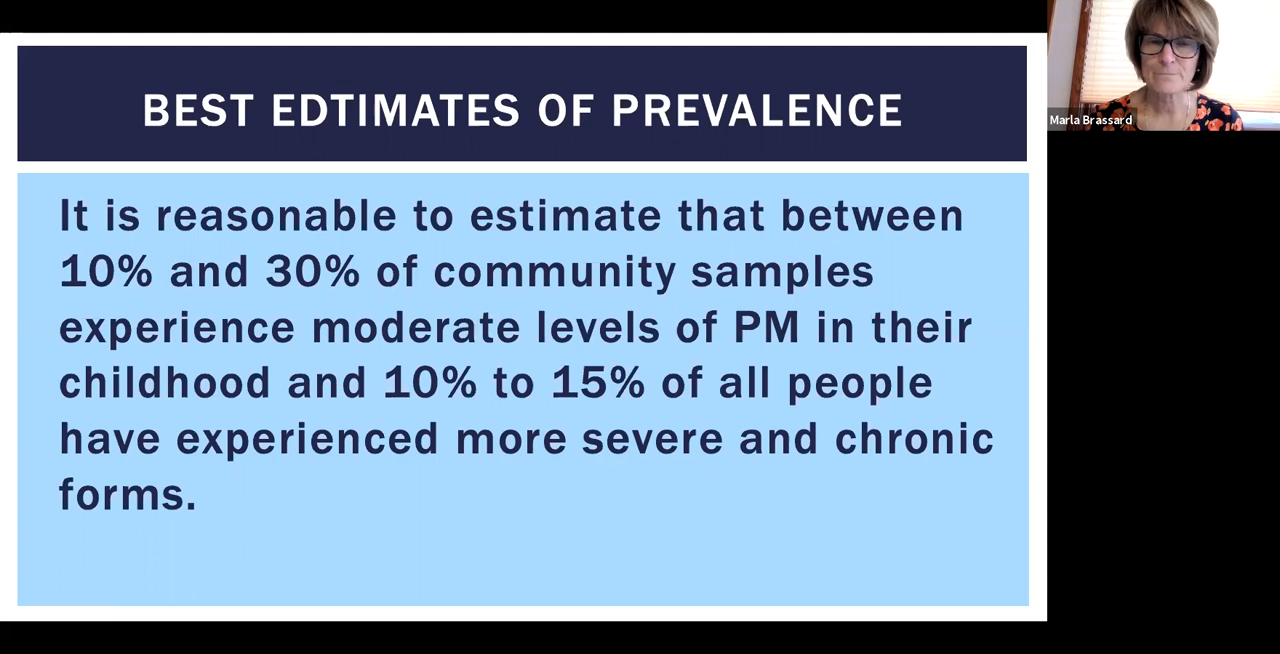 BEST EDTIMATES OF PREVALENCE
It is reasonable to estimate that between
10% and 30% of community samples
experience moderate levels of PM in their
childhood and 10% to 15% of all people
have experienced more severe and chronic
forms.
Marla Brassard